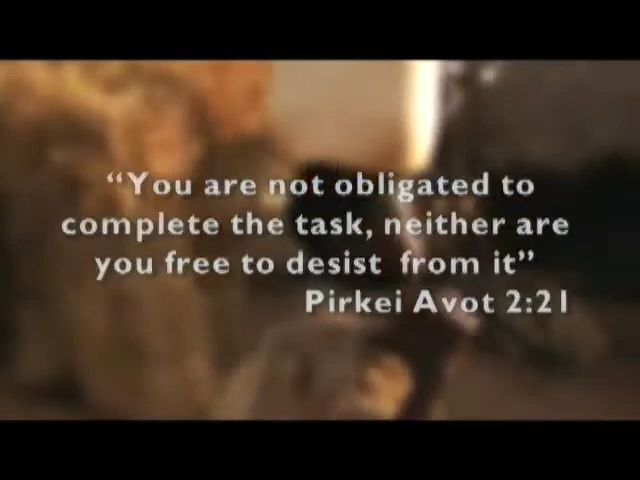 “You are not obligated to
complete the task, neither are
you free to desist from it”
Pirkei Avot 2:21